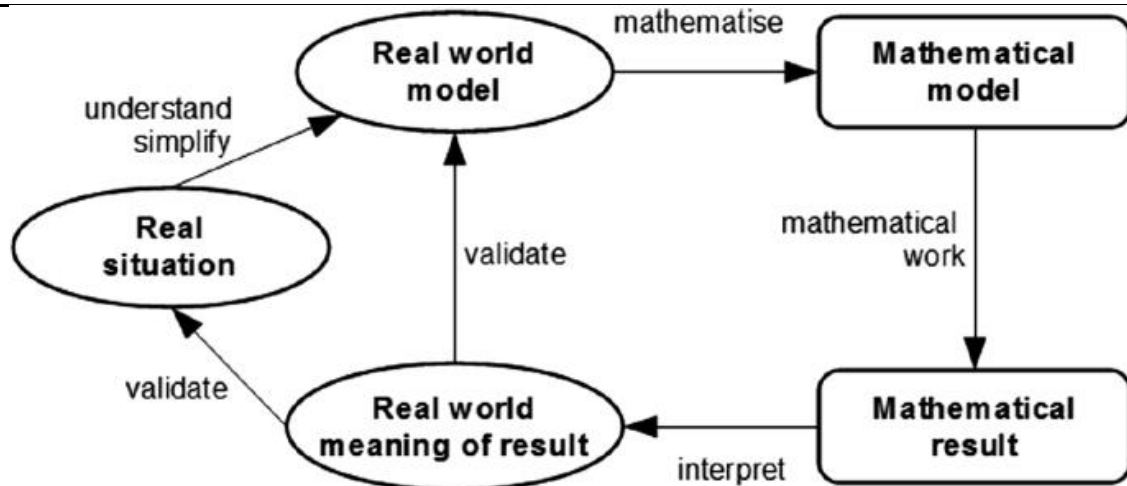 mathematise
Real world
model
Mathematical
model
understand
simplify
Real
situation
validate
mathematical
work
validate
Real world
meaning of result
interpret
Mathematical
result